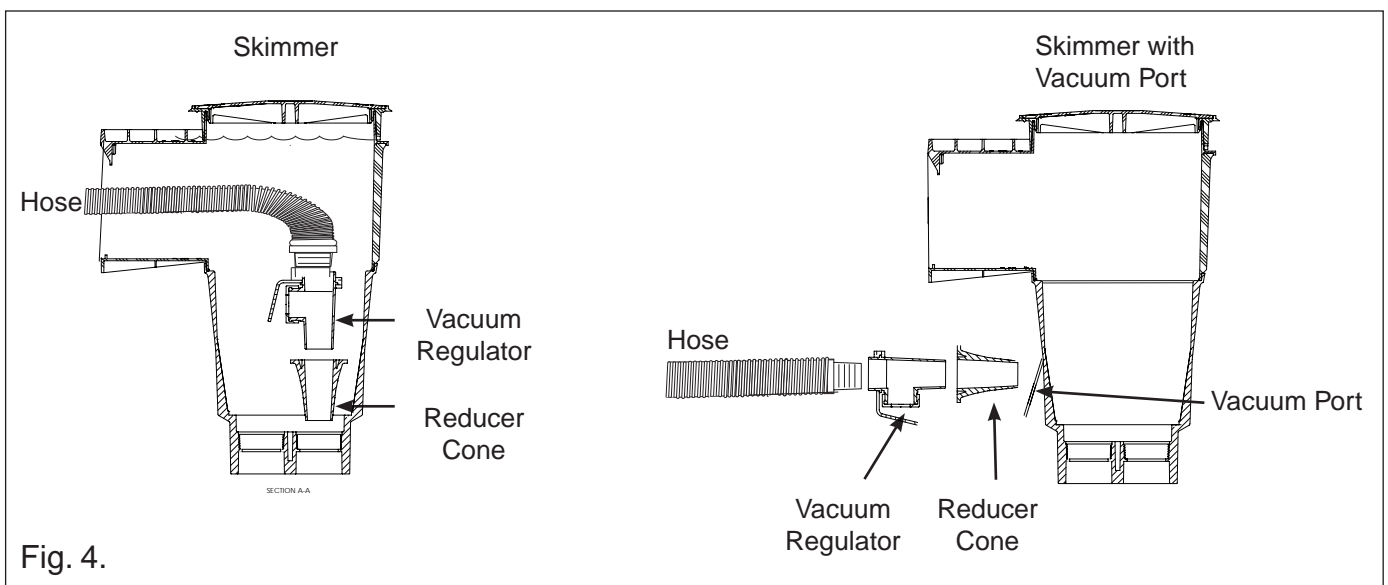 Skimmer
Hose
Vacuum
Regulator
Reducer
Cone
SECTION A-A
Skimmer with
Vacuum Port
Hose
Vacuum Port
Vacuum
Regulator
Reducer
Cone
Fig. 4.